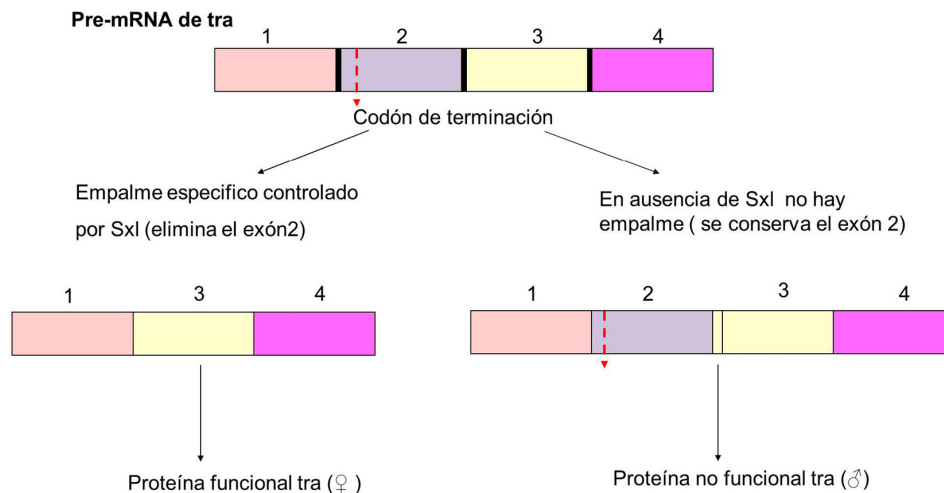 Pre-mRNA de tra
1 2 3 4
Codón de terminación
Empalme especifico controlado
por Sxl (elimina el exón2)
En ausencia de Sxl no hay
empalme ( se conserva el exón 2)
1 3 4
1 2 3 4
Proteína funcional tra (♀)
Proteína no funcional tra (♂)